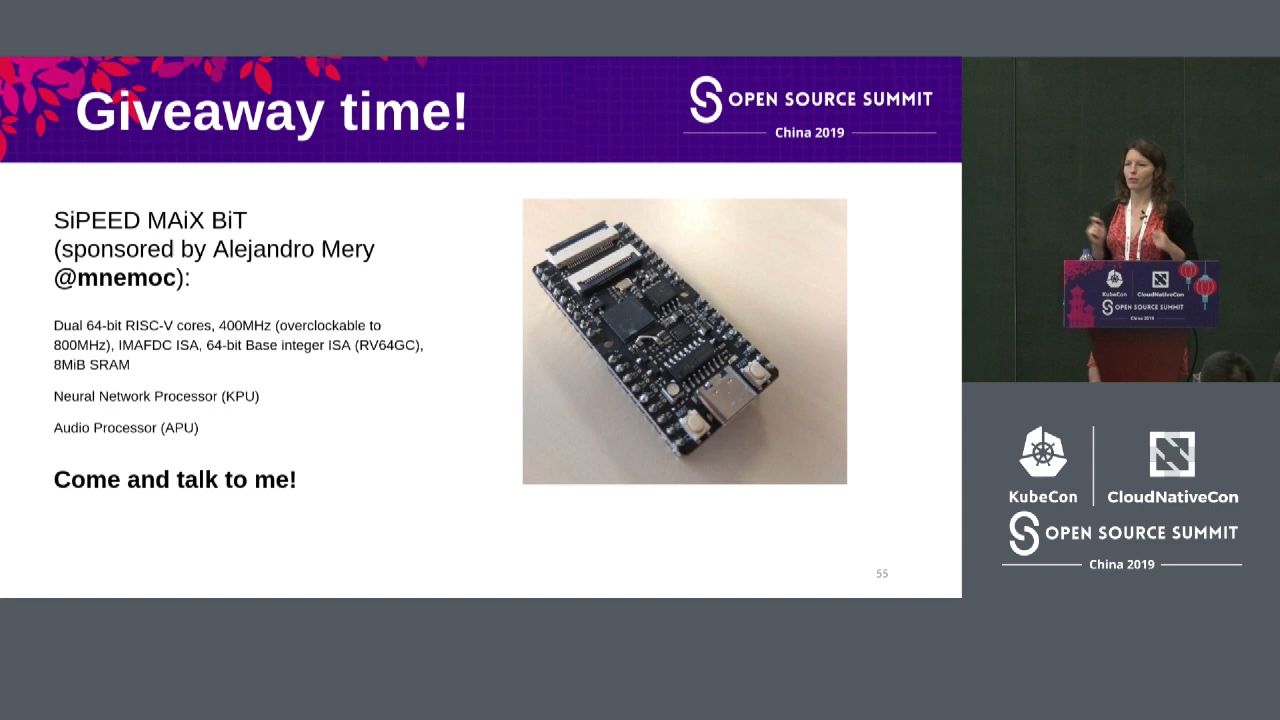 Giveaway time!
OPEN SOURCE SUMMIT
China 2019
SiPEED MAiX BiT
(sponsored by Alejandro Mery
@mnemoc):
Dual 64-bit RISC-V cores, 400MHz (overclockable to
800MHz), IMAFDC ISA, 64-bit Base integer ISA (RV64GC),
8MiB SRAM
Neural Network Processor (KPU)
Audio Processor (APU)
Come and talk to me!
55
KubeCon
CloudNativeCon
OPEN SOURCE SUMMIT
China 2019
KubeCon
CloudNativeCon
OPEN SOURCE SUMMIT
China 2019